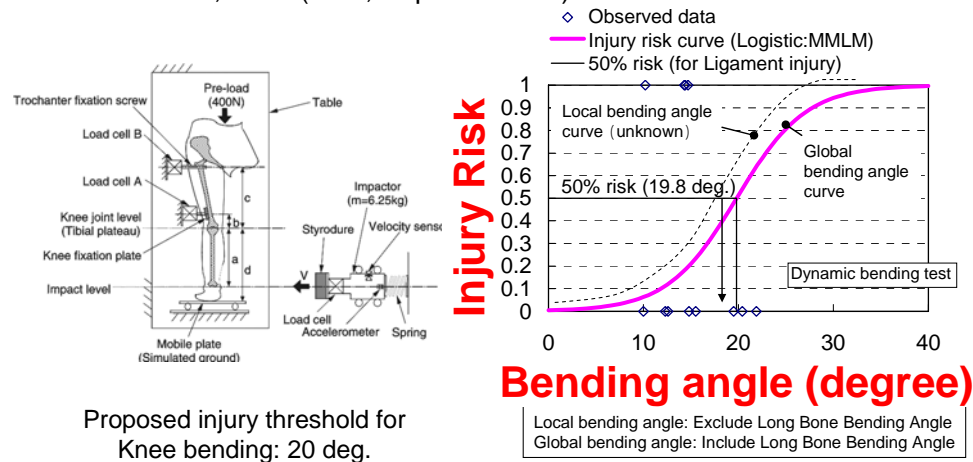 Observed data
Injury risk curve (Logistic:MMLM)
50% risk (for Ligament injury)
Pre-load
(400N)
Table
Trochanter fixation screw
Load cell B
Load cell A
Knee joint level
(Tibial plateau)
Knee fixation plate
Impact level
Mobile plate
(Simulated ground)
c
b
a
d
Impactor
(m=6.25kg)
Styrodure
Velocity senso
V
Load cell
Accelerometer
Spring
Injury Risk
1
0.9
0.8
0.7
0.6
0.5
0.4
0.3
0.2
0.1
0
Local bending angle
curve (unknown)
Global
bending angle
curve
50% risk (19.8 deg.)
Dynamic bending test
0
10
20
30
40
Bending angle (degree)
Proposed injury threshold for
Knee bending: 20 deg.
Local bending angle: Exclude Long Bone Bending Angle
Global bending angle: Include Long Bone Bending Angle